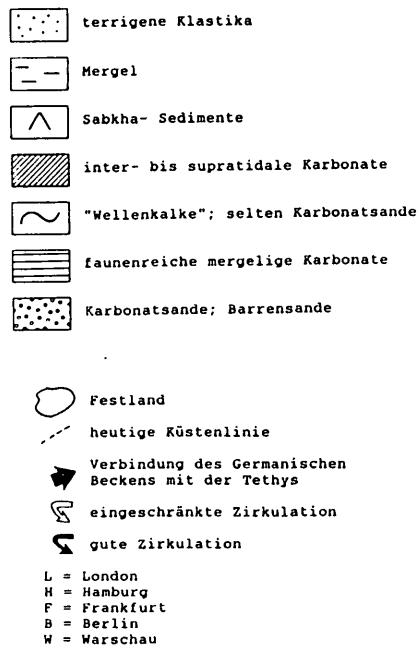 terrigene Klastika
Mergel
Sabkha- Sedimente
inter- bis supratidale Karbonate
"Wellenkalke"; selten Karbonatsande
faunenreiche mergelige Karbonate
Karbonatsande; Barrensande
Festland
heutige Küstenlinie
Verbindung des Germanischen
Beckens mit der Tethys
eingeschränkte Zirkulation
gute Zirkulation
L = London
H = Hamburg
F = Frankfurt
B = Berlin
W = Warschau